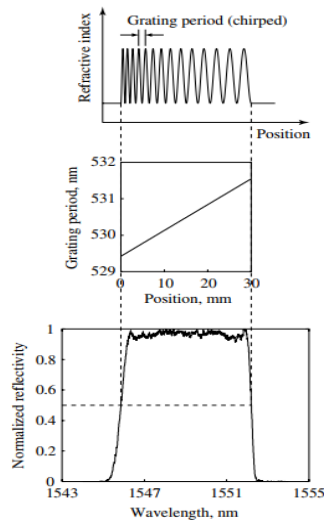 Grating period (chirped)
Refractive index
Position
532
531
530
529
Grating period, nm
0 10 20 30
Position, mm
1
0.8
0.6
0.4
0.2
0
Normalized reflectivity
1543 1547 1551 1555
Wavelength, nm